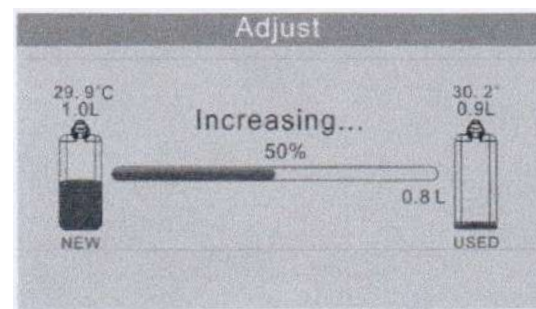 Adjust
29.9°C
1.0L
Increasing...
50%
30.2°
0.9L
0.8 L
NEW
USED